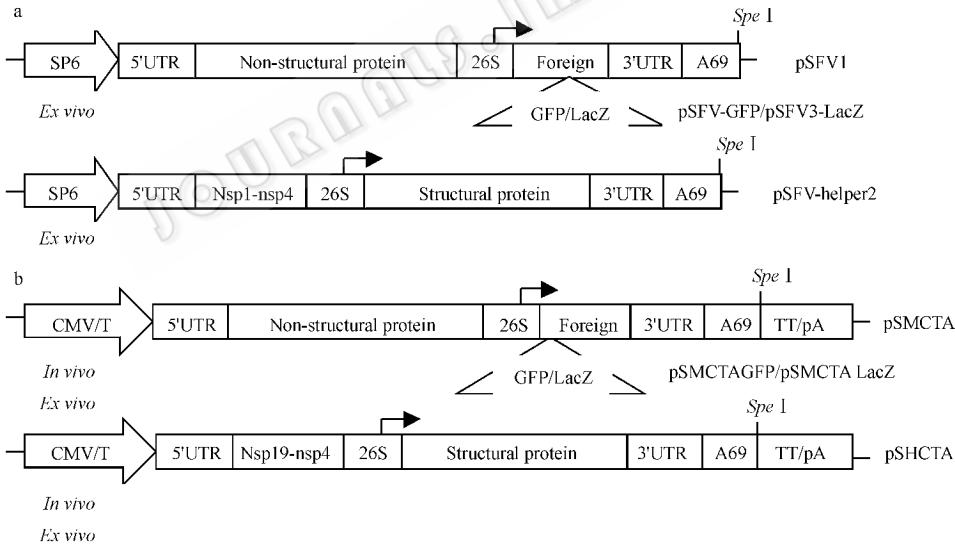 a
Spe I
SP6 5'UTR Non-structural protein 26S Foreign 3'UTR A69 pSFV1
Ex vivo
GFP/LacZ pSFV-GFP/pSFV3-LacZ
Spe I
SP6 5'UTR Nsp1-nsp4 26S Structural protein 3'UTR A69 pSFV-helper2
Ex vivo
b
Spe I
CMV/T 5'UTR Non-structural protein 26S Foreign 3'UTR A69 TT/pA pSMCTA
In vivo
GFP/LacZ pSMCTAGFP/pSMCTA LacZ
Ex vivo
Spe I
CMV/T 5'UTR Nsp19-nsp4 26S Structural protein 3'UTR A69 TT/pA pSHCTA
In vivo
Ex vivo